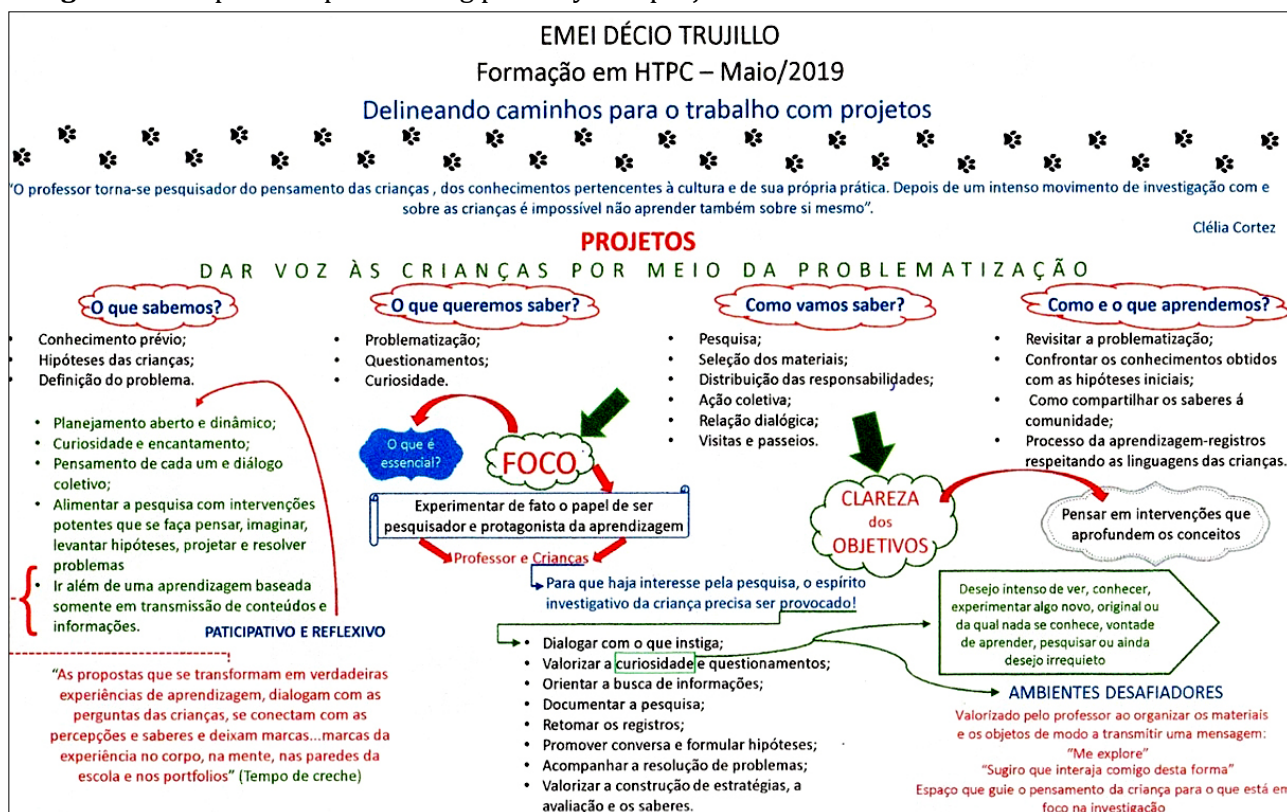 EMEI DÉCIO TRUJILLO
Formação em HTPC – Maio/2019
Delineando caminhos para o trabalho com projetos
"O professor torna-se pesquisador do pensamento das crianças , dos conhecimentos pertencentes à cultura e de sua própria prática. Depois de um intenso movimento de investigação com e
sobre as crianças é impossível não aprender também sobre si mesmo".
Clélia Cortez
PROJETOS
DAR VOZ ÀS CRIANÇAS POR MEIO DA PROBLEMATIZAÇÃO
O que sabemos?
• Conhecimento prévio;
• Hipóteses das crianças;
• Definição do problema.
• Planejamento aberto e dinâmico;
• Curiosidade e encantamento;
• Pensamento de cada um e diálogo
coletivo;
• Alimentar a pesquisa com intervenções
potentes que se faça pensar, imaginar,
levantar hipóteses, projetar e resolver
problemas
• Ir além de uma aprendizagem baseada
somente em transmissão de conteúdos e
informações.
PATICIPATIVO E REFLEXIVO
"As propostas que se transformam em verdadeiras
experiências de aprendizagem, dialogam com as
perguntas das crianças, se conectam com as
percepções e saberes e deixam marcas...marcas da
experiência no corpo, na mente, nas paredes da
escola e nos portfolios" (Tempo de creche)
O que queremos saber?
• Problematização;
• Questionamentos;
• Curiosidade.
O que é
essencial?
FOCO
Experimentar de fato o papel de ser
pesquisador e protagonista da aprendizagem
Professor e Crianças
Para que haja interesse pela pesquisa, o espírito
investigativo da criança precisa ser provocado!
• Dialogar com o que instiga;
• Valorizar a curiosidade e questionamentos;
• Orientar a busca de informações;
• Documentar a pesquisa;
• Retomar os registros;
• Promover conversa e formular hipóteses;
• Acompanhar a resolução de problemas;
• Valorizar a construção de estratégias, a
avaliação e os saberes.
Como vamos saber?
• Pesquisa;
• Seleção dos materiais;
• Distribuição das responsabilidades;
• Ação coletiva;
• Relação dialógica;
• Visitas e passeios.
CLAREZA
dos
OBJETIVOS
Como e o que aprendemos?
• Revisitar a problematização;
• Confrontar os conhecimentos obtidos
com as hipóteses iniciais;
• Como compartilhar os saberes á
comunidade;
• Processo da aprendizagem-registros
respeitando as linguagens das crianças.
Pensar em intervenções que
aprofundem os conceitos
Desejo intenso de ver, conhecer,
experimentar algo novo, original ou
da qual nada se conhece, vontade
de aprender, pesquisar ou ainda
desejo irrequieto
AMBIENTES DESAFIADORES
Valorizado pelo professor ao organizar os materiais
e os objetos de modo a transmitir uma mensagem:
"Me explore"
"Sugiro que interaja comigo desta forma"
Espaço que guie o pensamento da criança para o que está em
foco na investigação